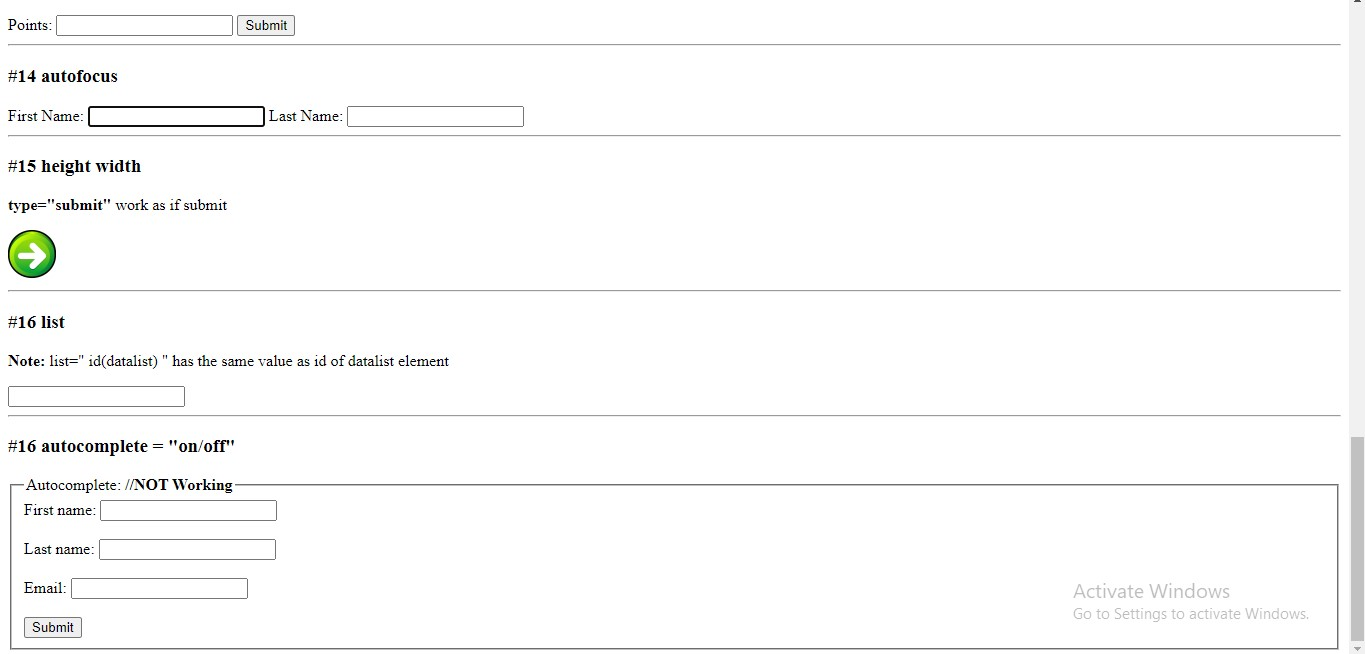 Points: Submit
#14 autofocus
First Name: Last Name:
#15 height width
type="submit" work as if submit
#16 list
Note: list=" id(datalist) " has the same value as id of datalist element
#16 autocomplete = "on/off"
Autocomplete: //NOT Working
First name:
Last name:
Email:
Submit
Activate Windows
Go to Settings to activate Windows.